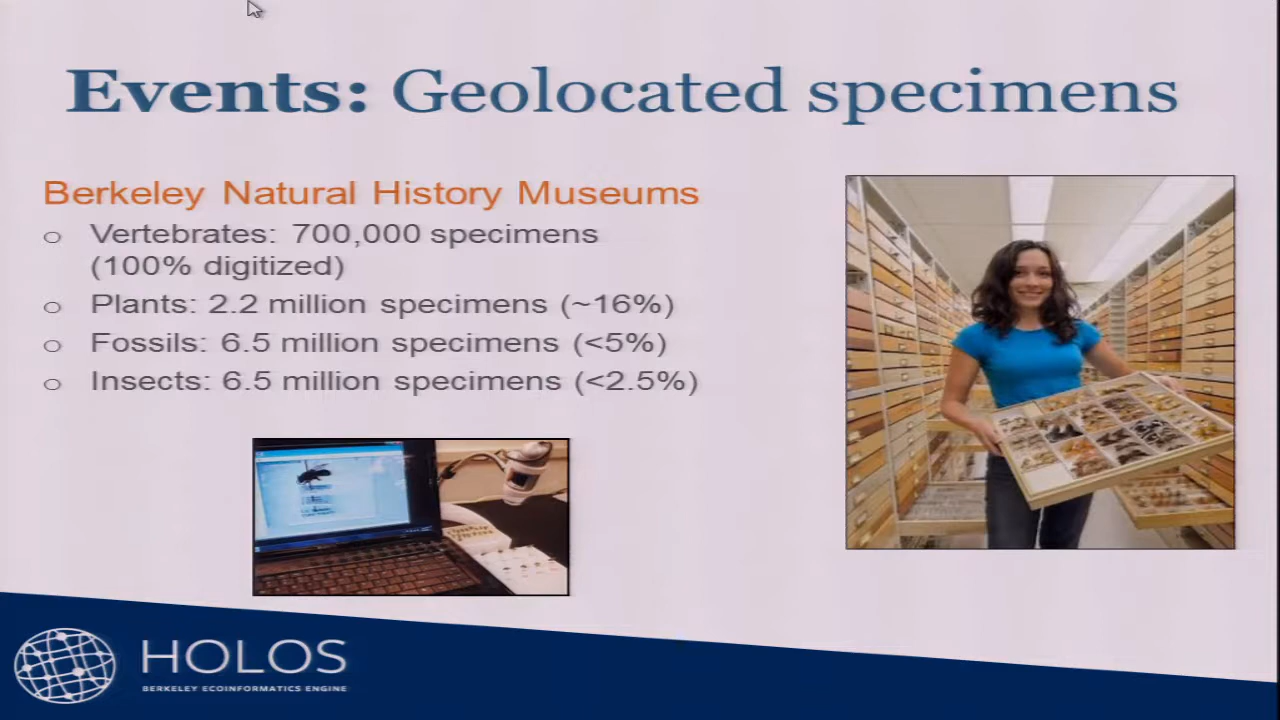 Events: Geolocated specimens
Berkeley Natural History Museums
o Vertebrates: 700,000 specimens
(100% digitized)
o Plants: 2.2 million specimens (~16%)
o Fossils: 6.5 million specimens (<5%)
o Insects: 6.5 million specimens (<2.5%)
HOLOS
BERKELEY ECOINFORMATICS ENGINE